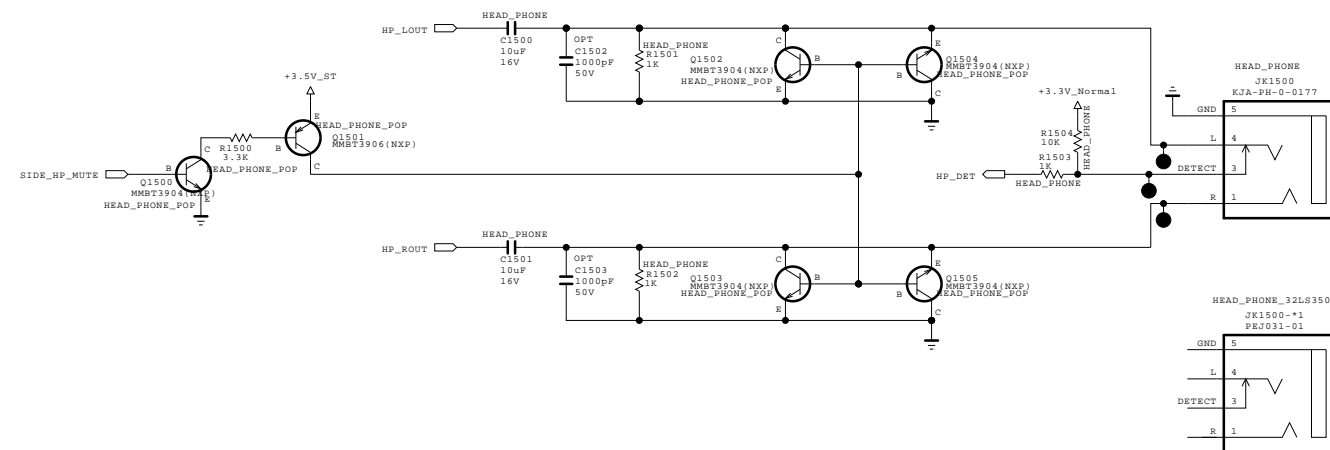 HEAD_PHONE
HP_LOUT
C1500
10uF
16V
OPT
C1502
1000pF
50V
HEAD_PHONE
R1501
1K
C
Q1502
MMBT3904(NXP)
HEAD_PHONE_POP
B
E
E
Q1504
MMBT3904(NXP)
HEAD_PHONE_POP
B
C
+3.5V_ST
E
HEAD_PHONE_POP
Q1501
MMBT3906(NXP)
B
C
R1500
3.3K
C
HEAD_PHONE_POP
B
SIDE_HP_MUTE
Q1500
MMBT3904(NXP)
E
HEAD_PHONE_POP
+3.3V_Normal
R1504
10K
HEAD_PHONE
R1503
1K
HP_DET
HEAD_PHONE
HEAD_PHONE
JK1500
KJA-PH-0-0177
GND 5
L 4
DETECT 3
R 1
HEAD_PHONE
HP_ROUT
C1501
10uF
16V
OPT
C1503
1000pF
50V
HEAD_PHONE
R1502
1K
C
Q1503
MMBT3904(NXP)
HEAD_PHONE_POP
B
E
E
Q1505
MMBT3904(NXP)
HEAD_PHONE_POP
B
C
HEAD_PHONE_32LS350
JK1500-*1
PEJ031-01
GND 5
L 4
DETECT 3
R 1